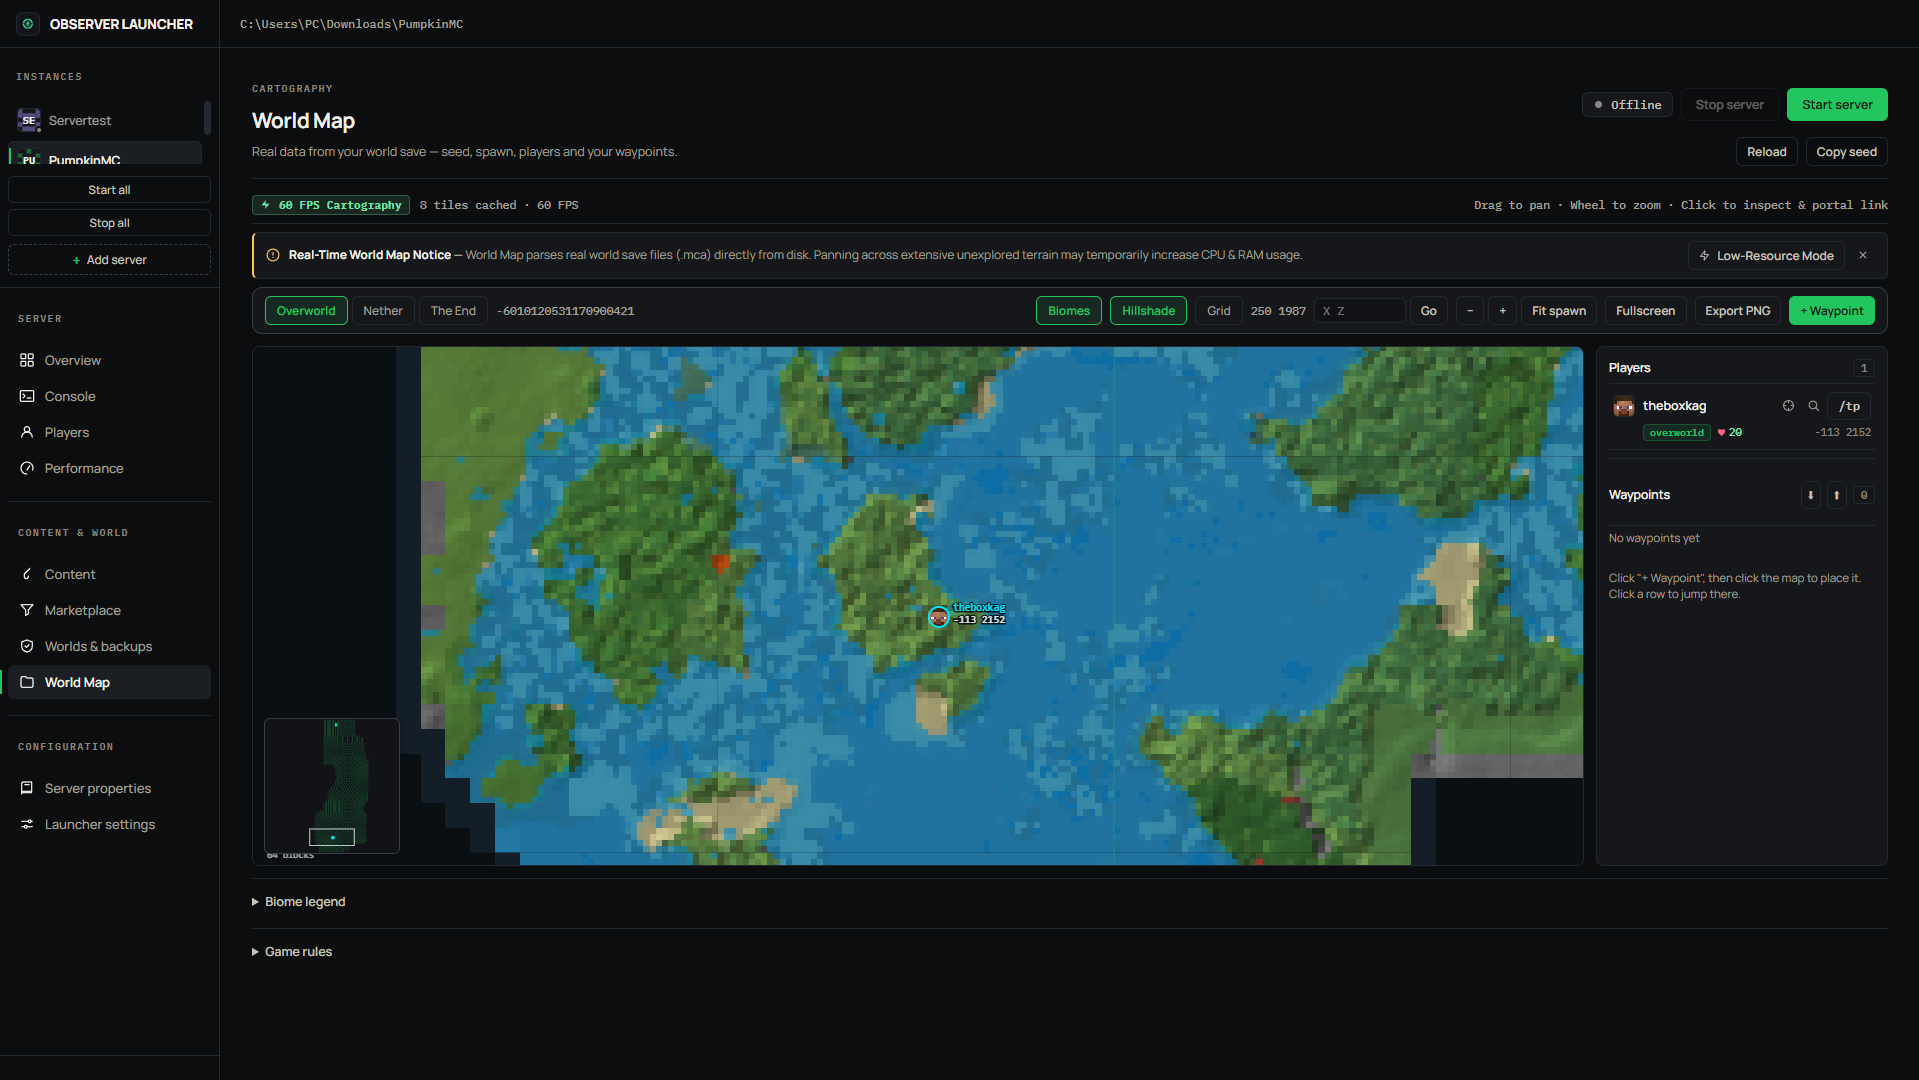 OBSERVER LAUNCHER
C:\Users\PC\Downloads\PumpkinMC
INSTANCES
SE Servertest
PU PumpkinMC
Start all
Stop all
+ Add server
SERVER
Overview
Console
Players
Performance
CONTENT & WORLD
Content
Marketplace
Worlds & backups
World Map
CONFIGURATION
Server properties
Launcher settings
CARTOGRAPHY
World Map
Real data from your world save — seed, spawn, players and your waypoints.
Offline Stop server Start server
Reload Copy seed
60 FPS Cartography 8 tiles cached · 60 FPS
Drag to pan · Wheel to zoom · Click to inspect & portal link
Real-Time World Map Notice — World Map parses real world save files (.mca) directly from disk. Panning across extensive unexplored terrain may temporarily increase CPU & RAM usage.
Low-Resource Mode ×
Overworld Nether The End -6010120531170900421
Biomes Hillshade Grid 250 1987 X Z Go − + Fit spawn Fullscreen Export PNG + Waypoint
theboxkag
-113 2152
64 blocks
Players 1
theboxkag /tp
overworld ♥ 20 -113 2152
Waypoints ⬇ ⬆ 0
No waypoints yet
Click "+ Waypoint", then click the map to place it.
Click a row to jump there.
Biome legend
Game rules